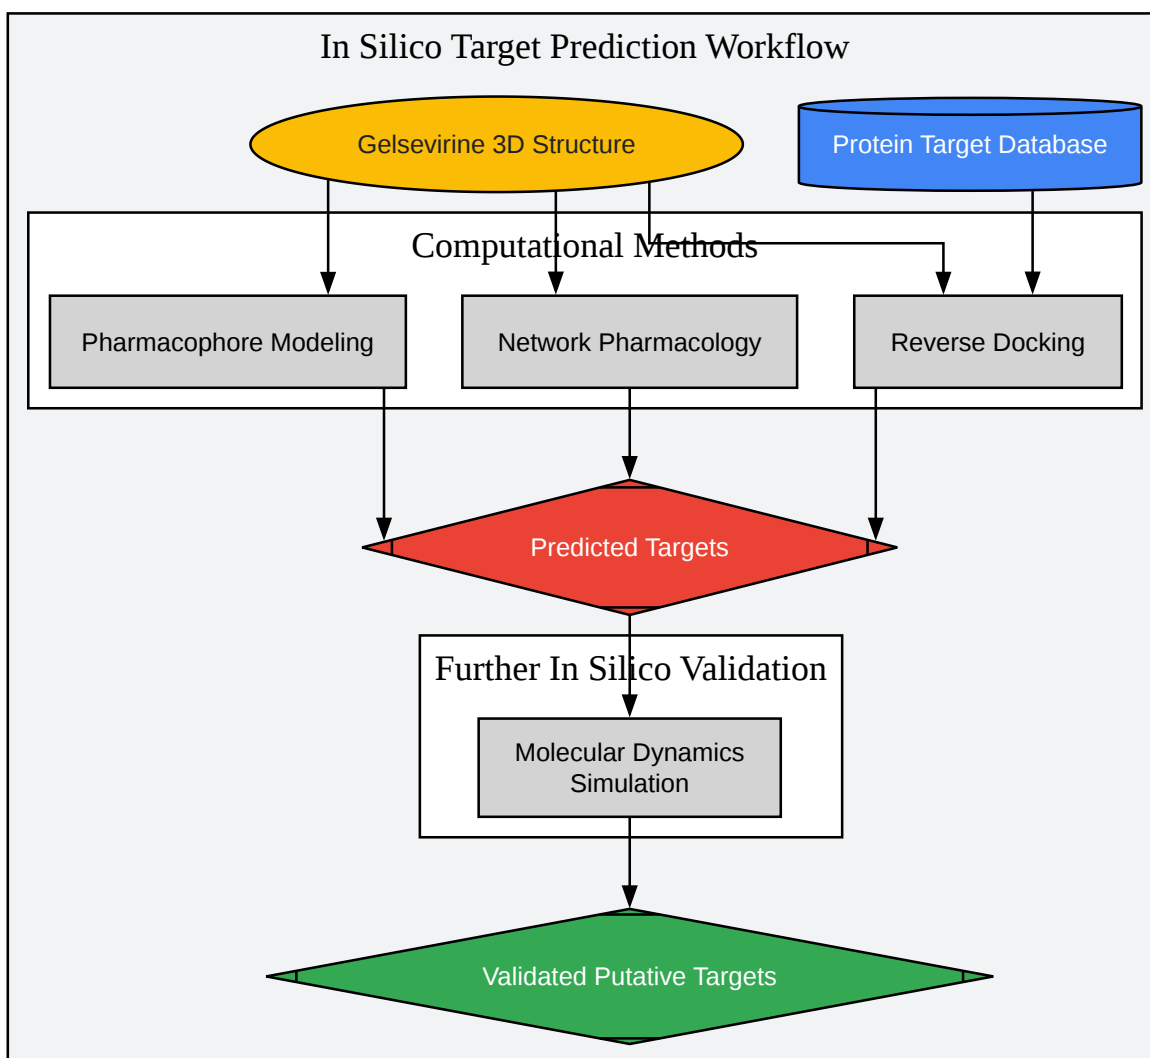 In Silico Target Prediction Workflow
Gelsevirine 3D Structure
Protein Target Database
Computational Methods
Pharmacophore Modeling
Network Pharmacology
Reverse Docking
Predicted Targets
Further In Silico Validation
Molecular Dynamics
Simulation
Validated Putative Targets